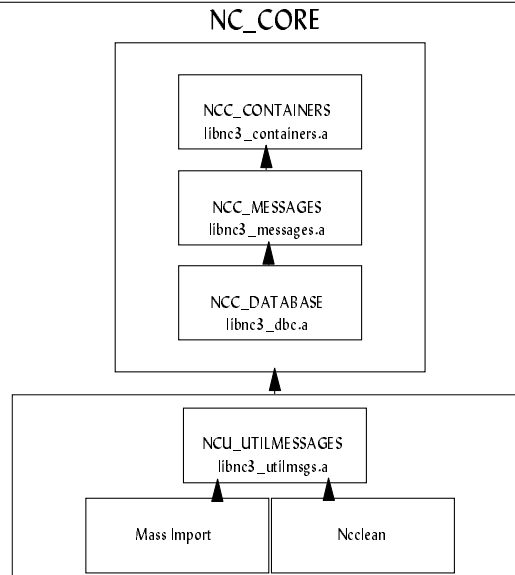 NC_CORE
NCC_CONTAINERS
libnc3_containers.a
NCC_MESSAGES
libnc3_messages.a
NCC_DATABASE
libnc3_dbc.a
NCU_UTILMESSAGES
libnc3_utilmsgs.a
Mass Import
Ncclean